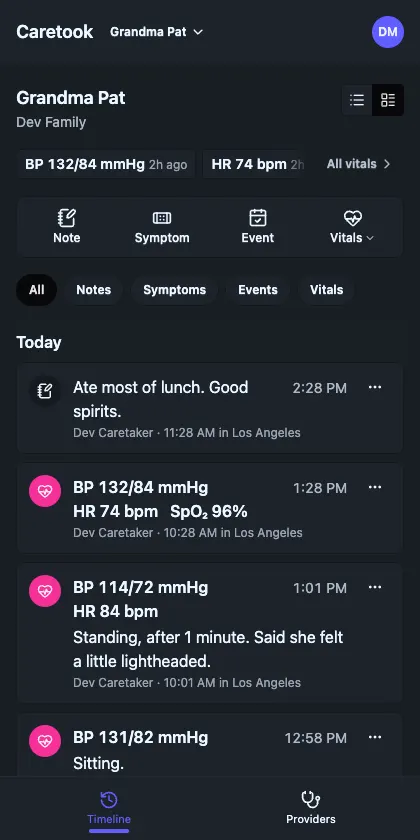 Caretook Grandma Pat DM
Grandma Pat
Dev Family
BP 132/84 mmHg 2h ago HR 74 bpm 2h All vitals
Note Symptom Event Vitals
All Notes Symptoms Events Vitals
Today
Ate most of lunch. Good 2:28 PM
spirits.
Dev Caretaker · 11:28 AM in Los Angeles
BP 132/84 mmHg 1:28 PM
HR 74 bpm SpO₂ 96%
Dev Caretaker · 10:28 AM in Los Angeles
BP 114/72 mmHg 1:01 PM
HR 84 bpm
Standing, after 1 minute. Said she felt
a little lightheaded.
Dev Caretaker · 10:01 AM in Los Angeles
BP 131/82 mmHg 12:58 PM
Sitting.
Timeline Providers